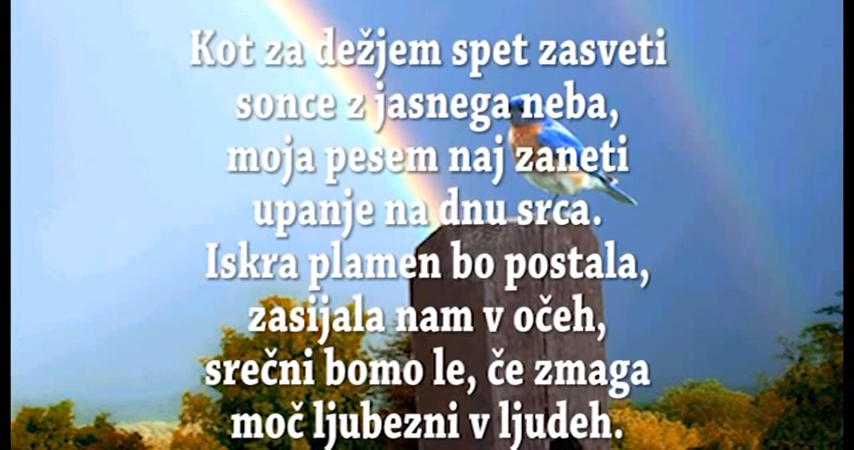 Kot za dežjem spet zasveti
sonce z jasnega neba,
moja pesem naj zaneti
upanje na dnu srca.
Iskra plamen bo postala,
zasijala nam v očeh,
srečni bomo le, če zmaga
moč ljubezni v ljudeh.